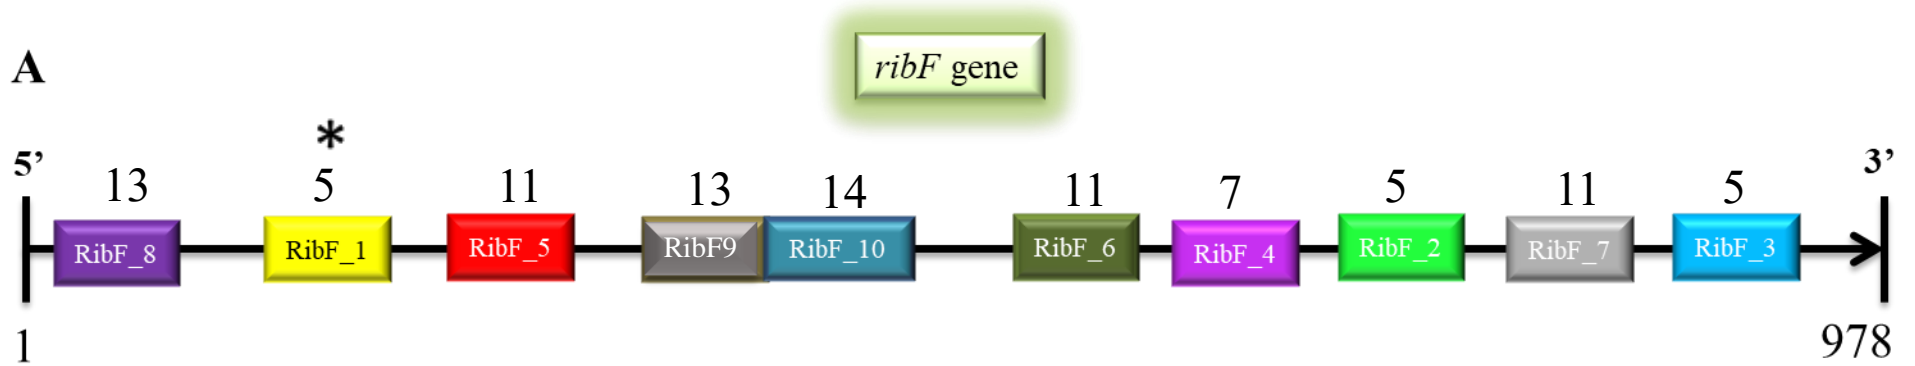 A
ribF gene
*
5’ 13 5 11 13 14 11 7 5 11 5 3’
RibF_8 RibF_1 RibF_5 RibF9 RibF_10 RibF_6 RibF_4 RibF_2 RibF_7 RibF_3
1 978